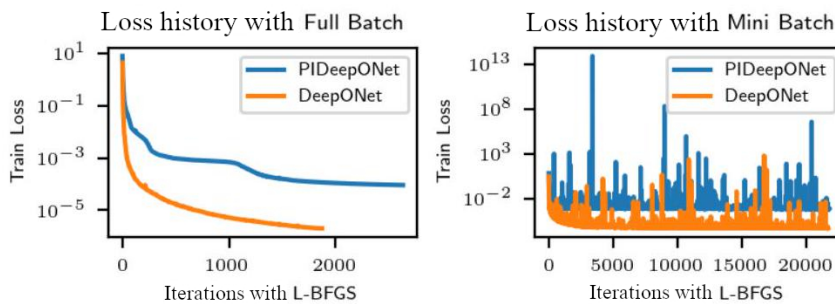 Loss history with Full Batch
10^1
10^-1
10^-3
10^-5
Train Loss
PIDeepONet
DeepONet
0 1000 2000
Iterations with L-BFGS
Loss history with Mini Batch
10^13
10^8
10^3
10^-2
Train Loss
PIDeepONet
DeepONet
0 5000 10000 15000 20000
Iterations with L-BFGS